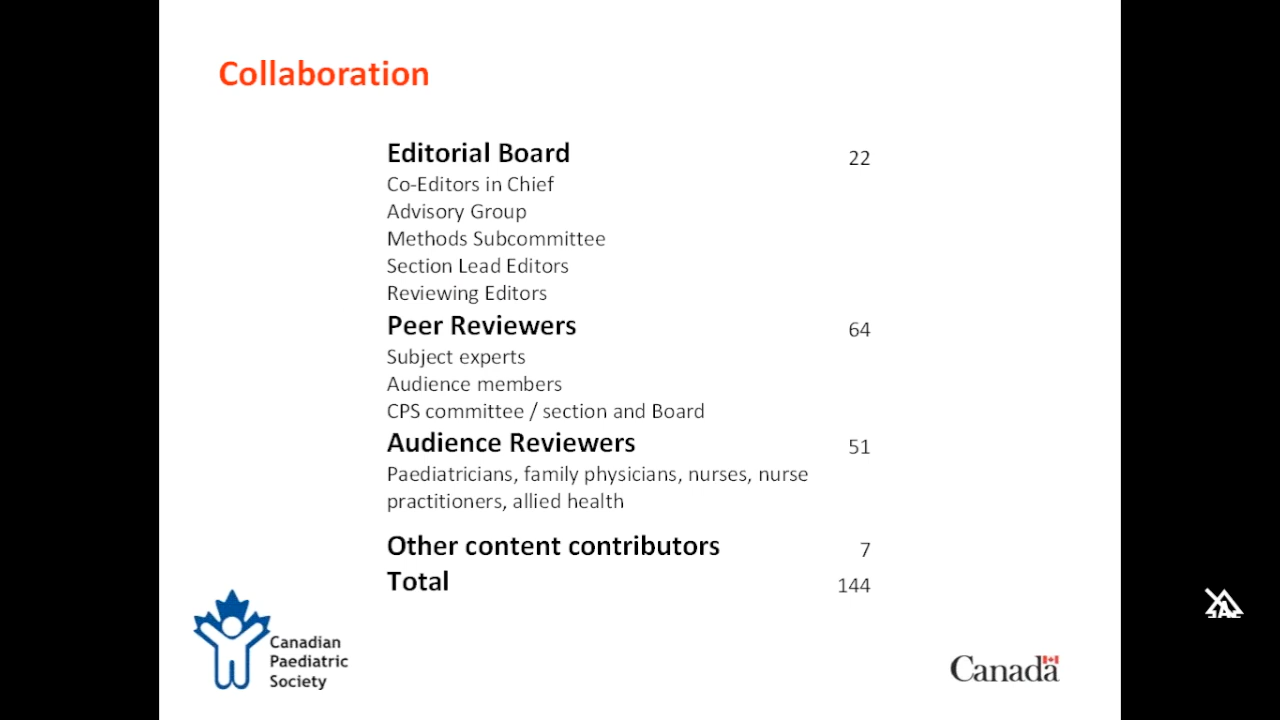 Collaboration
Editorial Board 22
Co-Editors in Chief
Advisory Group
Methods Subcommittee
Section Lead Editors
Reviewing Editors
Peer Reviewers 64
Subject experts
Audience members
CPS committee / section and Board
Audience Reviewers 51
Paediatricians, family physicians, nurses, nurse
practitioners, allied health
Other content contributors 7
Total 144
Canadian
Paediatric
Society
Canada